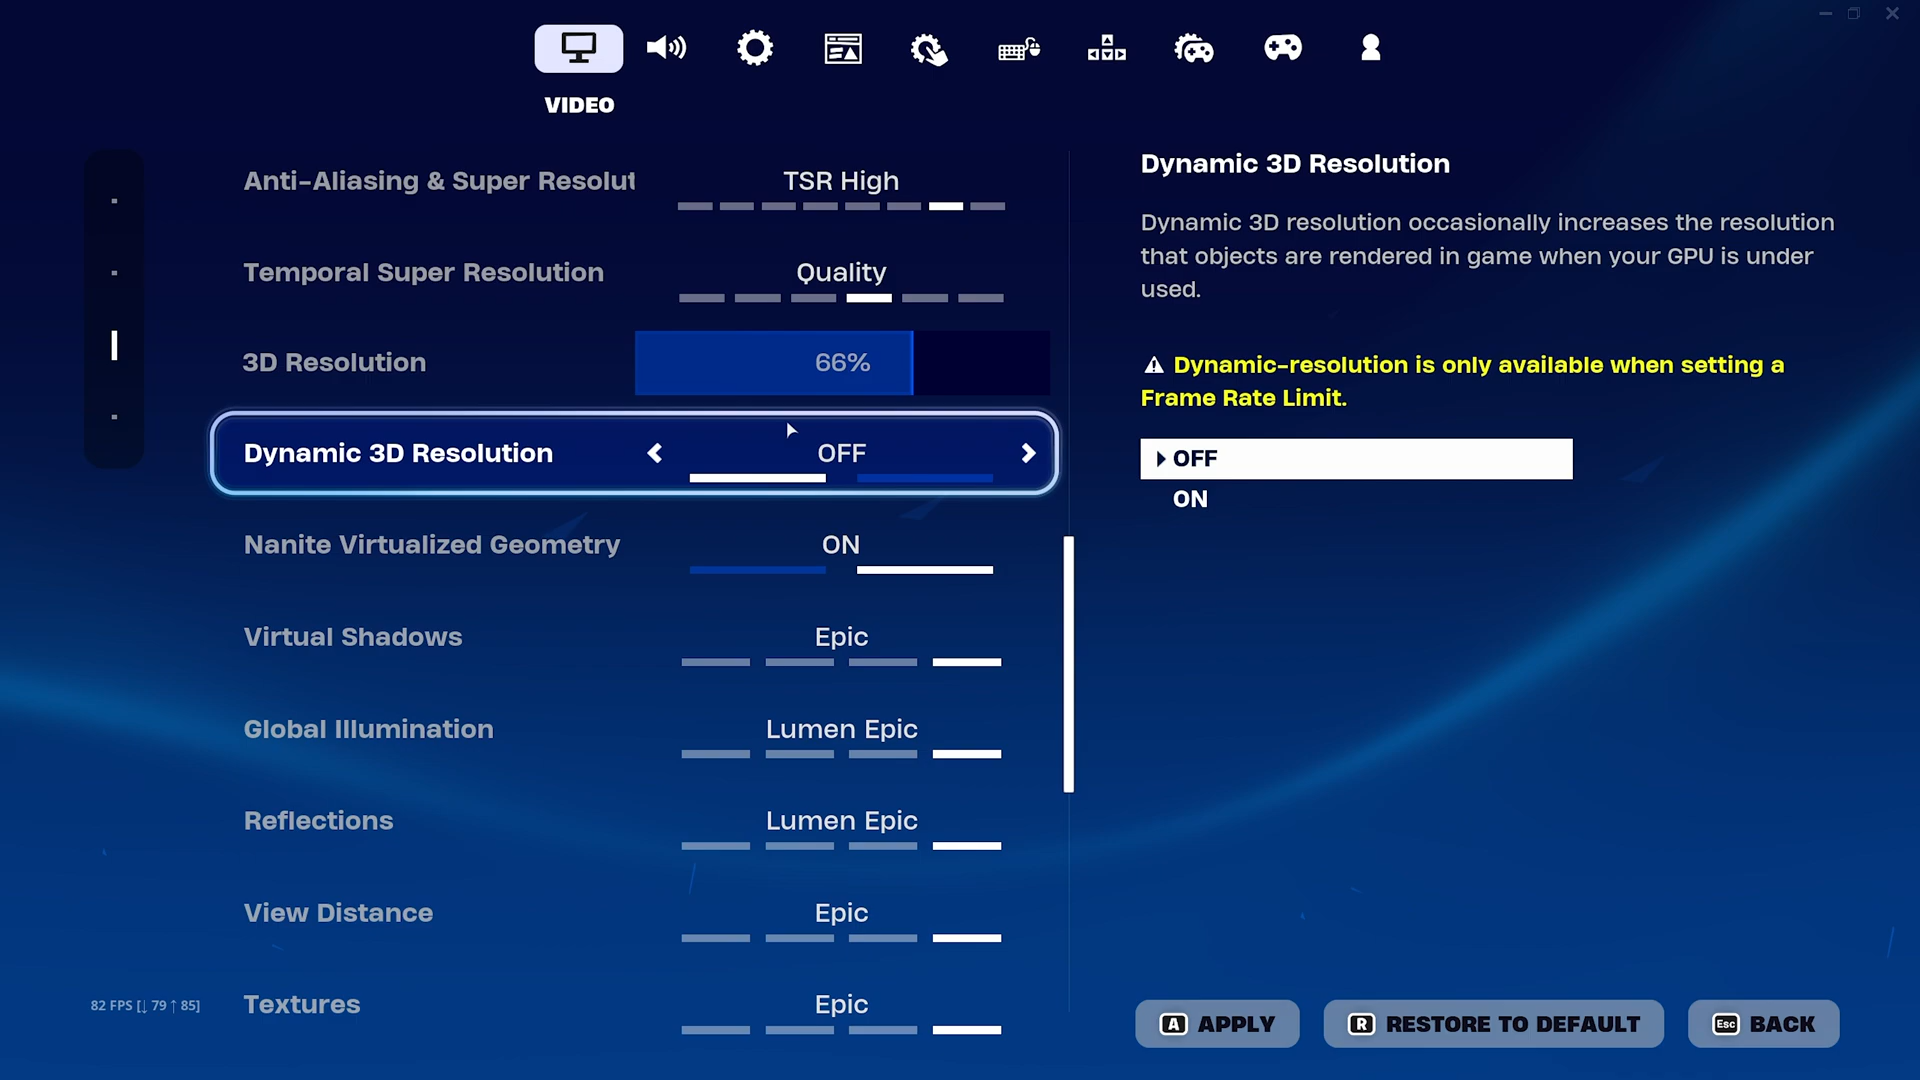 VIDEO
Anti-Aliasing & Super Resolut
TSR High
Temporal Super Resolution
Quality
3D Resolution
66%
Dynamic 3D Resolution
OFF
Nanite Virtualized Geometry
ON
Virtual Shadows
Epic
Global Illumination
Lumen Epic
Reflections
Lumen Epic
View Distance
Epic
Textures
Epic
82 FPS [↓ 79 ↑ 85]
Dynamic 3D Resolution
Dynamic 3D resolution occasionally increases the resolution
that objects are rendered in game when your GPU is under
used.
Dynamic-resolution is only available when setting a
Frame Rate Limit.
OFF
ON
A APPLY
R RESTORE TO DEFAULT
Esc BACK